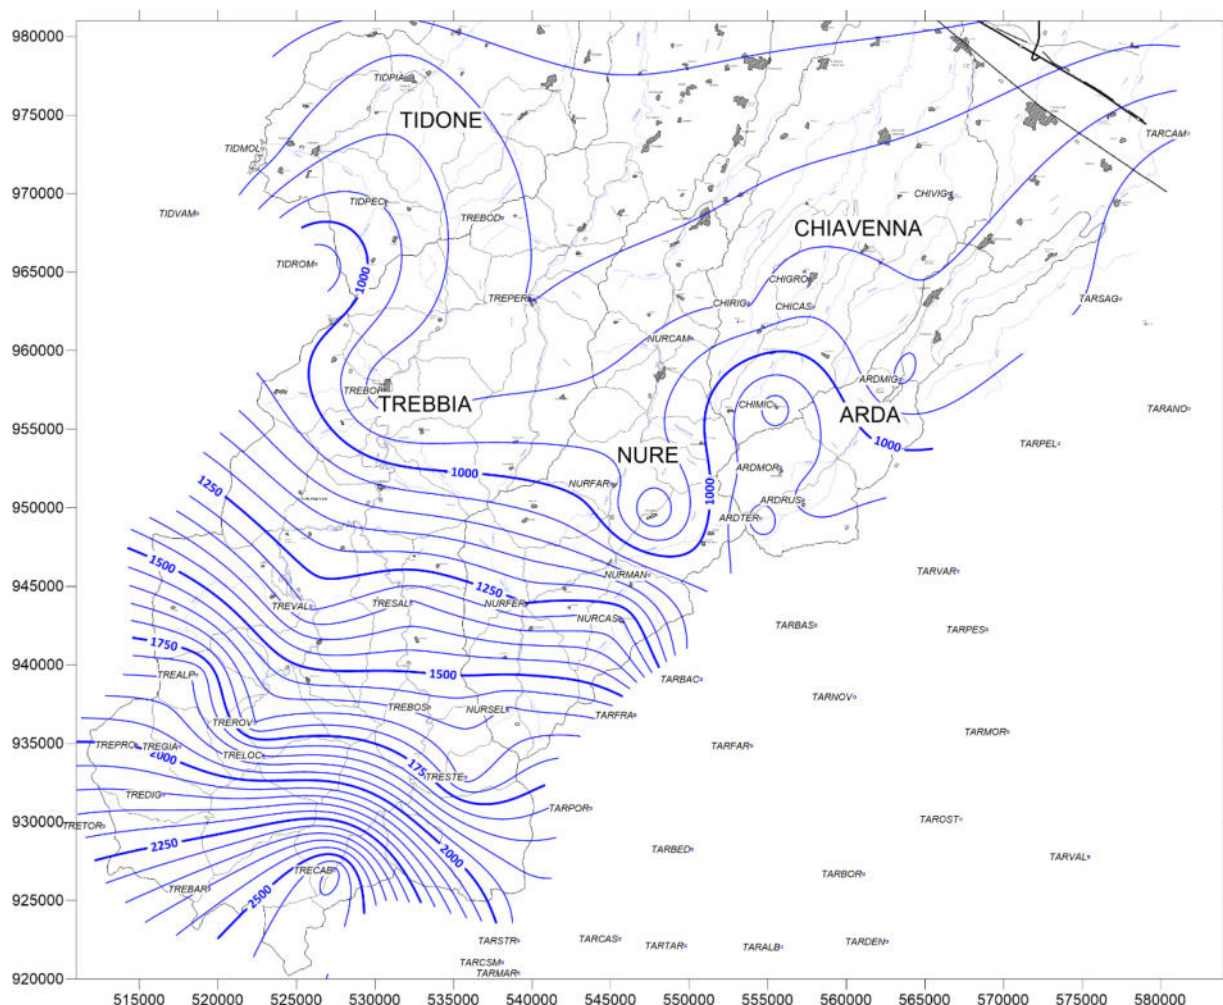 980000
TIDPIA
975000
TIDONE
TARCAM
TIDMOL
970000
TIDVAM
TIDPEC
TREBOD
CHIVIG
CHIAVENNA
965000
TIDROM
1000
CHIGRO
TREPER
CHIRIG
CHICAS
TARSAG
960000
NURCAM
ARDMIG
TREBOP
TREBBIA
CHIMIC
ARDA
TARANO
955000
NURE
1000
TARPEL
1000
ARDMOR
NURFAR
1250
1000
ARDRUS
950000
ARDTER
1500
945000
NURMAN
TARVAR
1250
TREVAL
TRESAL
NURFER
NURCAS
TARBAS
TARPES
1750
940000
TREALP
1500
TARBAC
TARNOV
TREBOS
NURSEL
TARFRA
TREROV
TARMOR
935000
TREPRO
TREGIA
TARFAR
2000
TRELOC
175
TRESTE
TREDIG
TARPOR
930000
TRETOR
TAROST
2250
2000
TARBED
TARVAL
TRECAB
TARBOR
925000
TREBAR
2500
TARSTR
TARCAS
TARTAR
TARALB
TARDEN
TARCSM
TARMAR
920000
515000 520000 525000 530000 535000 540000 545000 550000 555000 560000 565000 570000 575000 580000